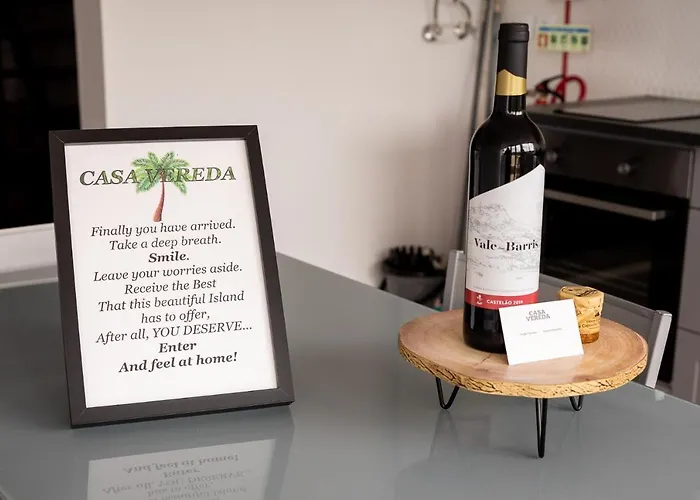 CASA VEREDA
Finally you have arrived.
Take a deep breath.
Smile.
Leave your worries aside.
Receive the Best
That this beautiful Island
has to offer,
After all, YOU DESERVE...
Enter
And feel at home!
Vale dos Barris
CASTELÃO
CASA
VEREDA